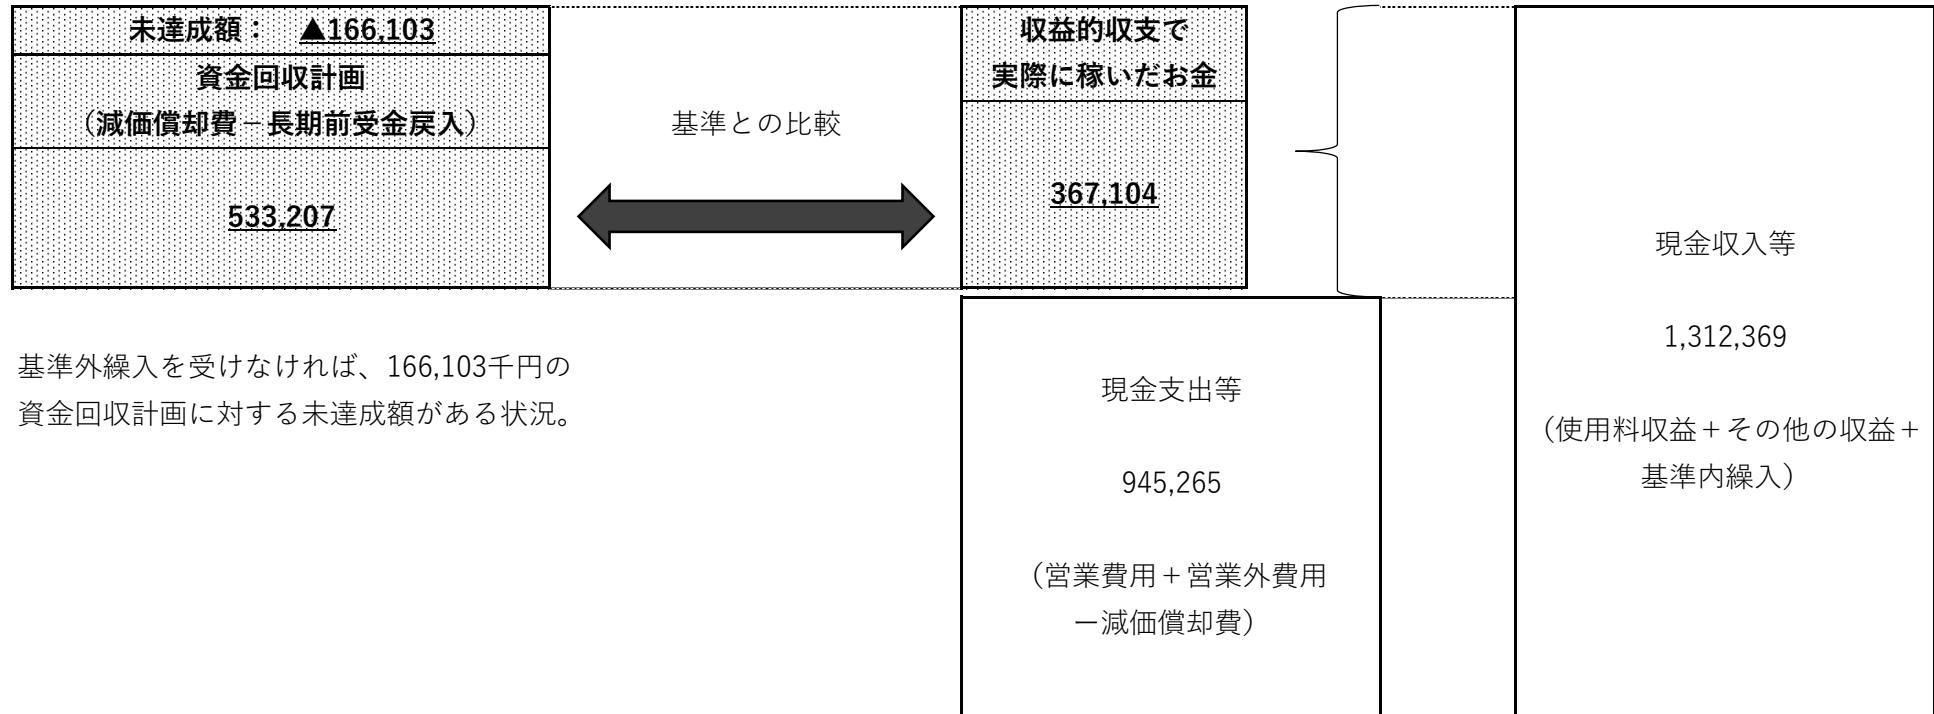 未達成額： ▲166,103
資金回収計画
（減価償却費－長期前受金戻入）
533,207
基準との比較
収益的収支で
実際に稼いだお金
367,104
現金収入等
1,312,369
（使用料収益＋その他の収益＋
基準内繰入）
現金支出等
945,265
（営業費用＋営業外費用
ー減価償却費）
基準外繰入を受けなければ、166,103千円の
資金回収計画に対する未達成額がある状況。